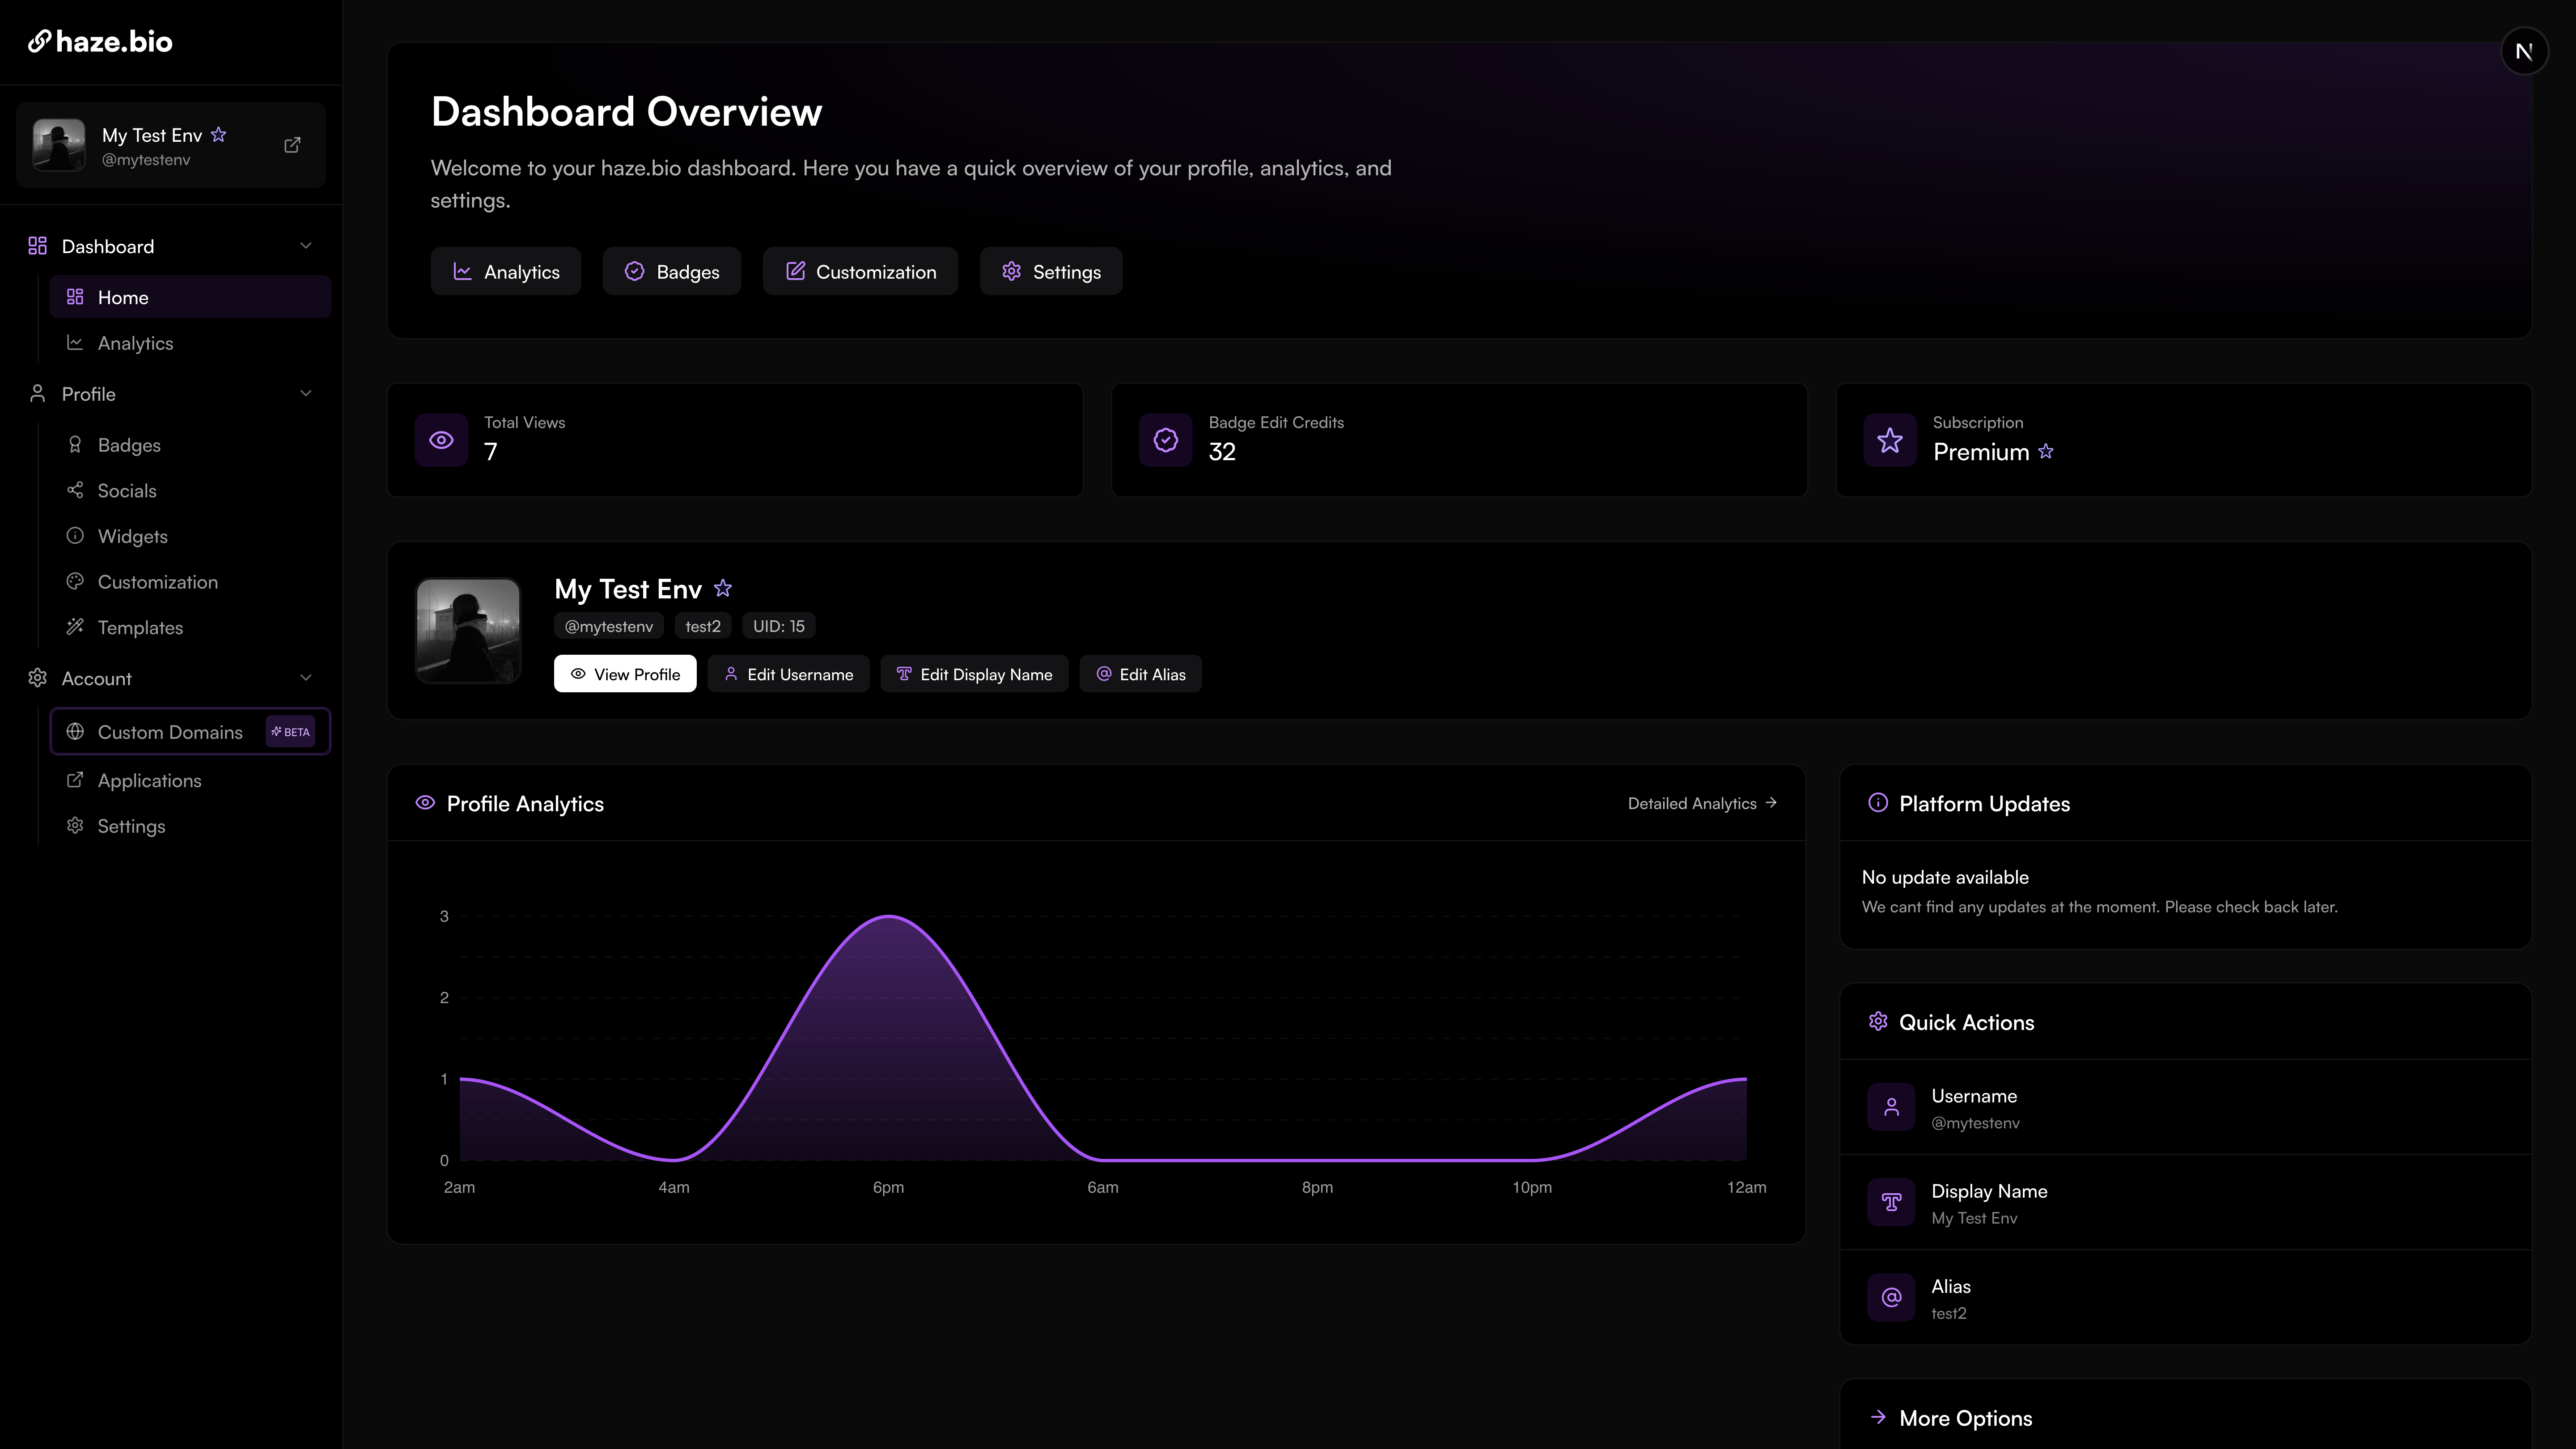 haze.bio
My Test Env
@mytestenv
Dashboard
Home
Analytics
Profile
Badges
Socials
Widgets
Customization
Templates
Account
Custom Domains BETA
Applications
Settings
N
Dashboard Overview
Welcome to your haze.bio dashboard. Here you have a quick overview of your profile, analytics, and
settings.
Analytics Badges Customization Settings
Total Views
7
Badge Edit Credits
32
Subscription
Premium
My Test Env
@mytestenv test2 UID: 15
View Profile Edit Username Edit Display Name Edit Alias
Profile Analytics Detailed Analytics →
3
2
1
0
2am 4am 6pm 6am 8pm 10pm 12am
Platform Updates
No update available
We cant find any updates at the moment. Please check back later.
Quick Actions
Username
@mytestenv
Display Name
My Test Env
Alias
test2
More Options